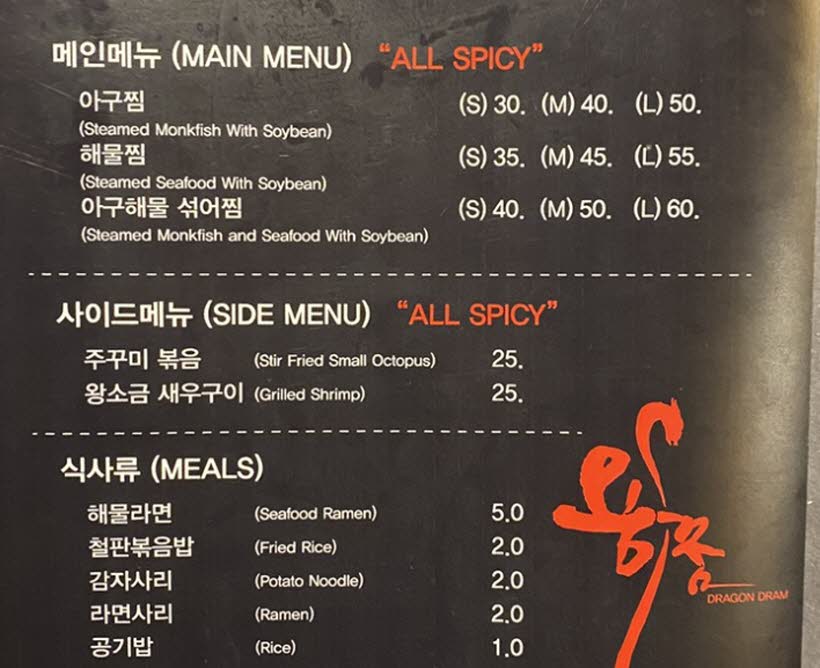 메인메뉴 (MAIN MENU) “ALL SPICY”
아구찜 (S) 30. (M) 40. (L) 50.
(Steamed Monkfish With Soybean)
해물찜 (S) 35. (M) 45. (L) 55.
(Steamed Seafood With Soybean)
아구해물 섞어찜 (S) 40. (M) 50. (L) 60.
(Steamed Monkfish and Seafood With Soybean)
사이드메뉴 (SIDE MENU) “ALL SPICY”
주꾸미 볶음 (Stir Fried Small Octopus) 25.
왕소금 새우구이 (Grilled Shrimp) 25.
식사류 (MEALS)
해물라면 (Seafood Ramen) 5.0
철판볶음밥 (Fried Rice) 2.0
감자사리 (Potato Noodle) 2.0
라면사리 (Ramen) 2.0
공기밥 (Rice) 1.0
DRAGON DRAM